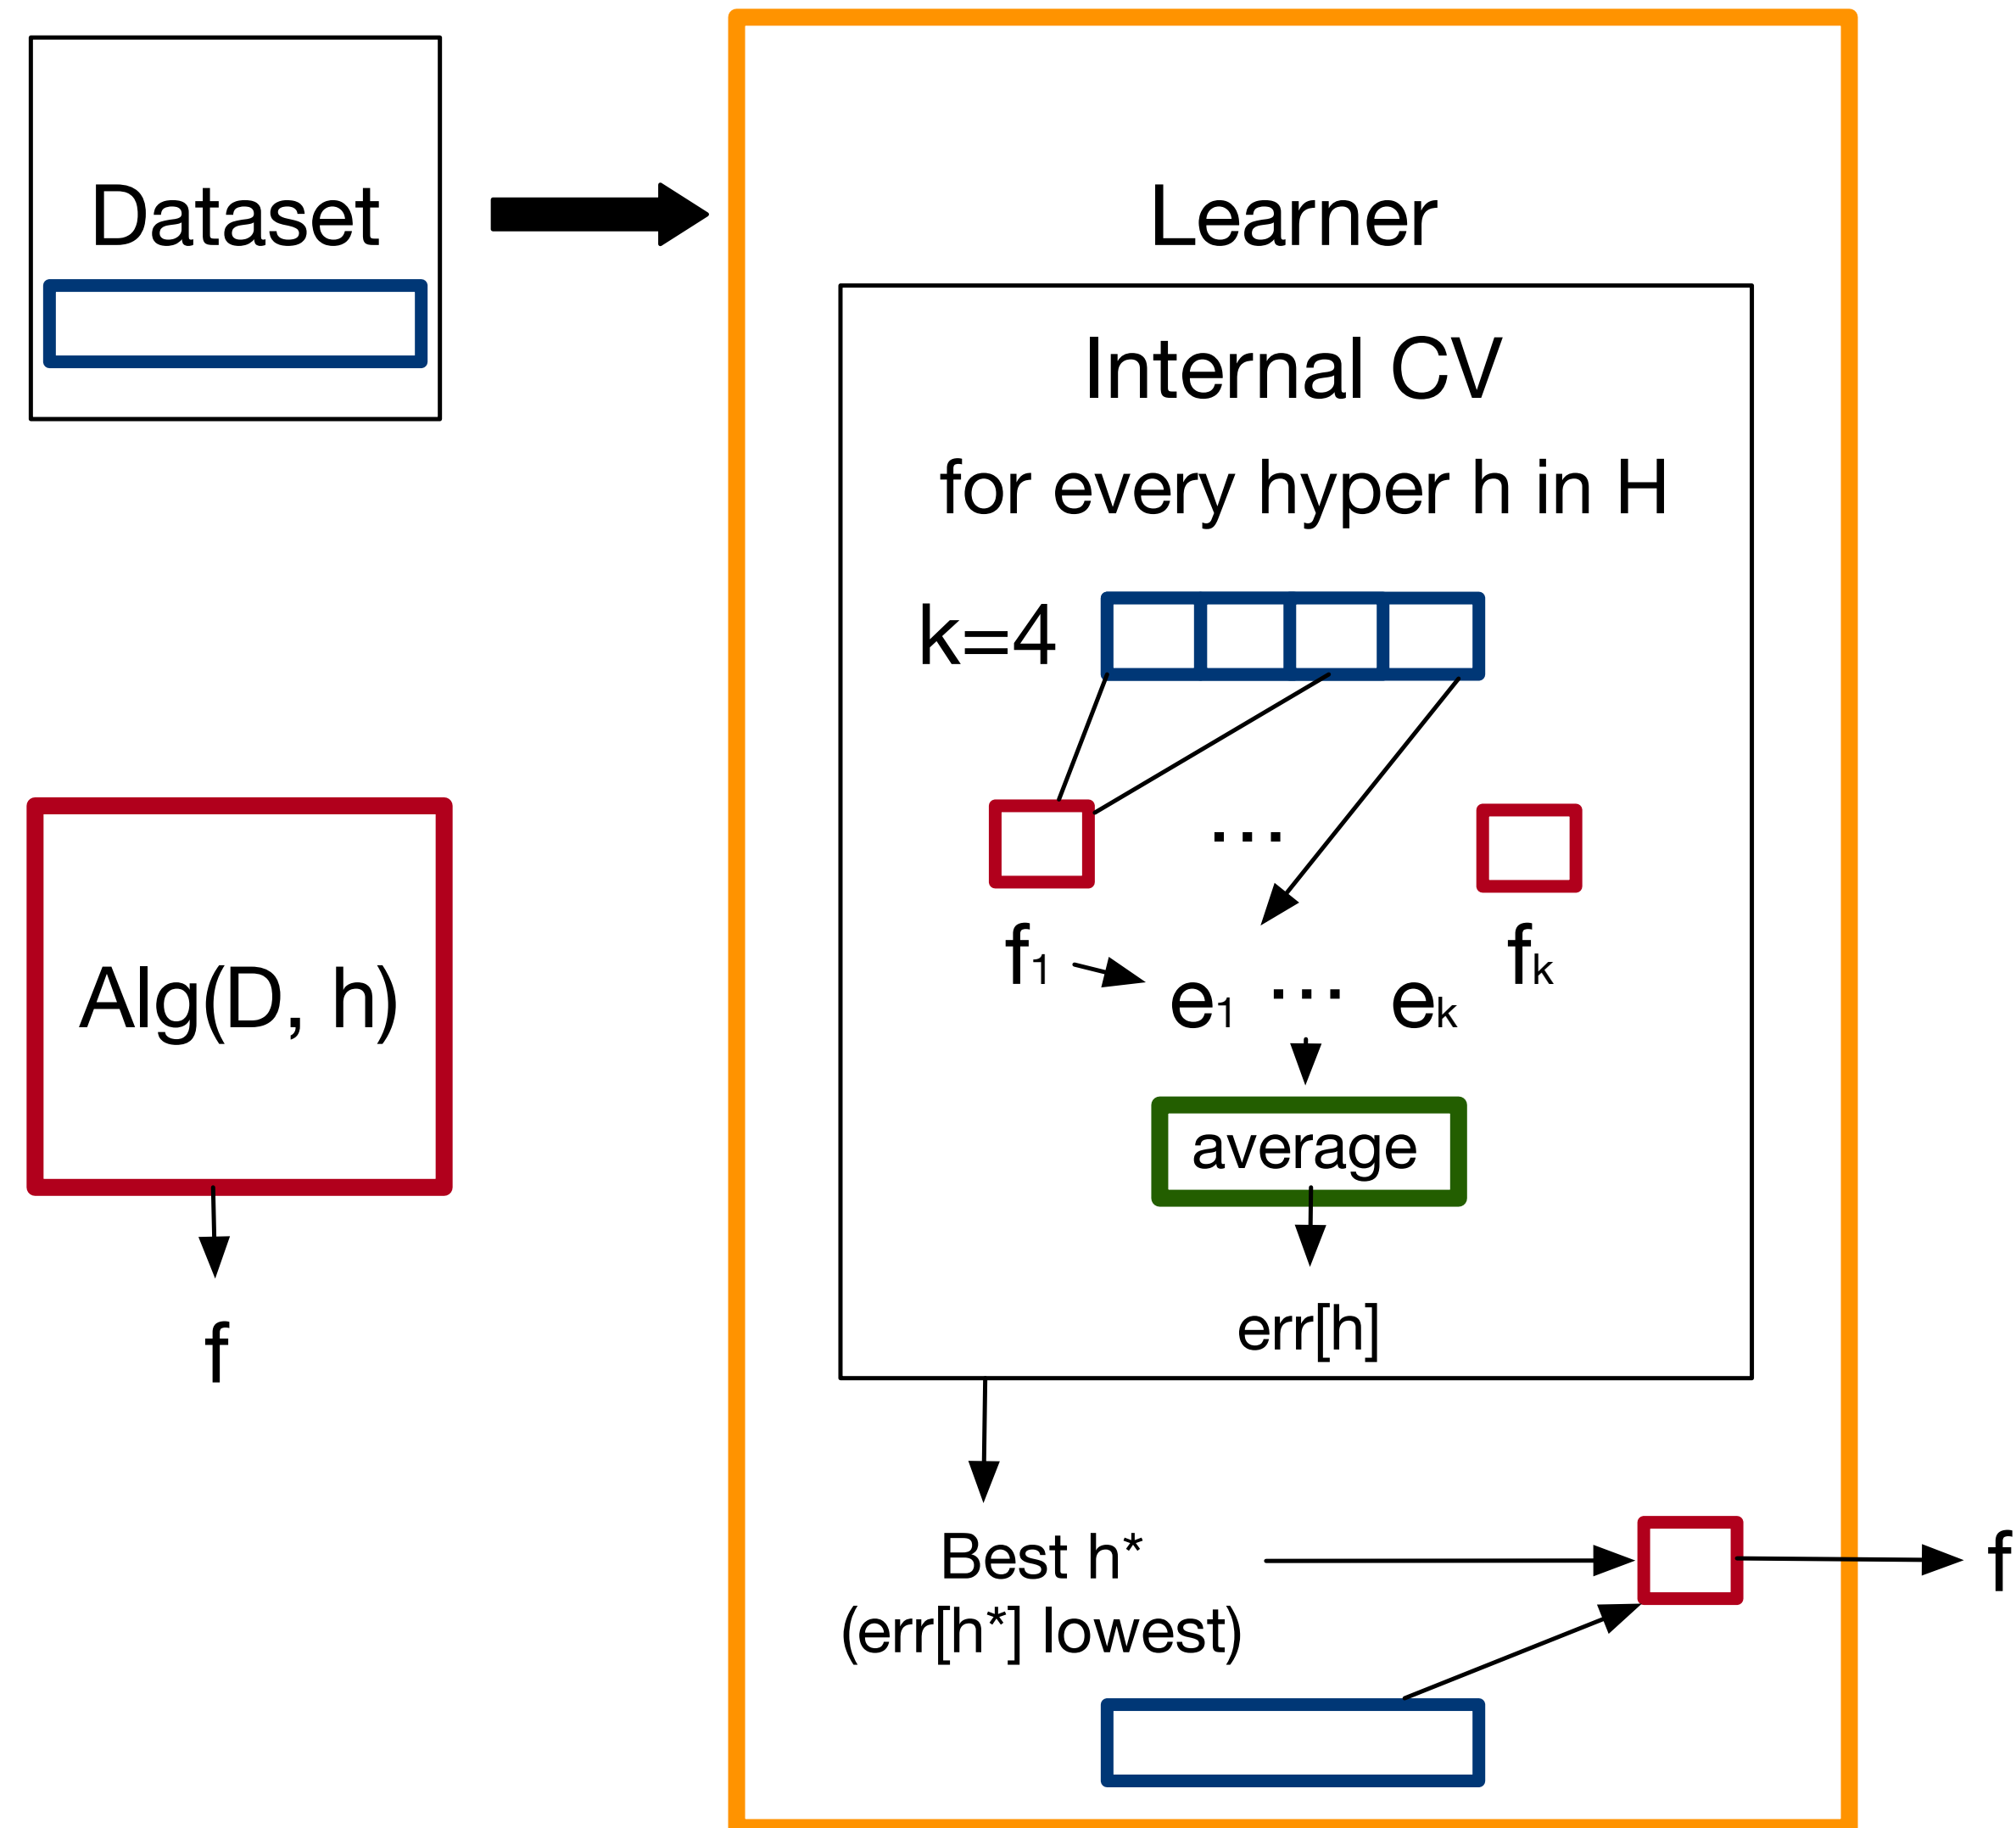 Dataset
Learner
Internal CV
for every hyper h in H
k=4
...
f1
fk
e1 ... ek
average
err[h]
Alg(D, h)
f
Best h*
(err[h*] lowest)
f